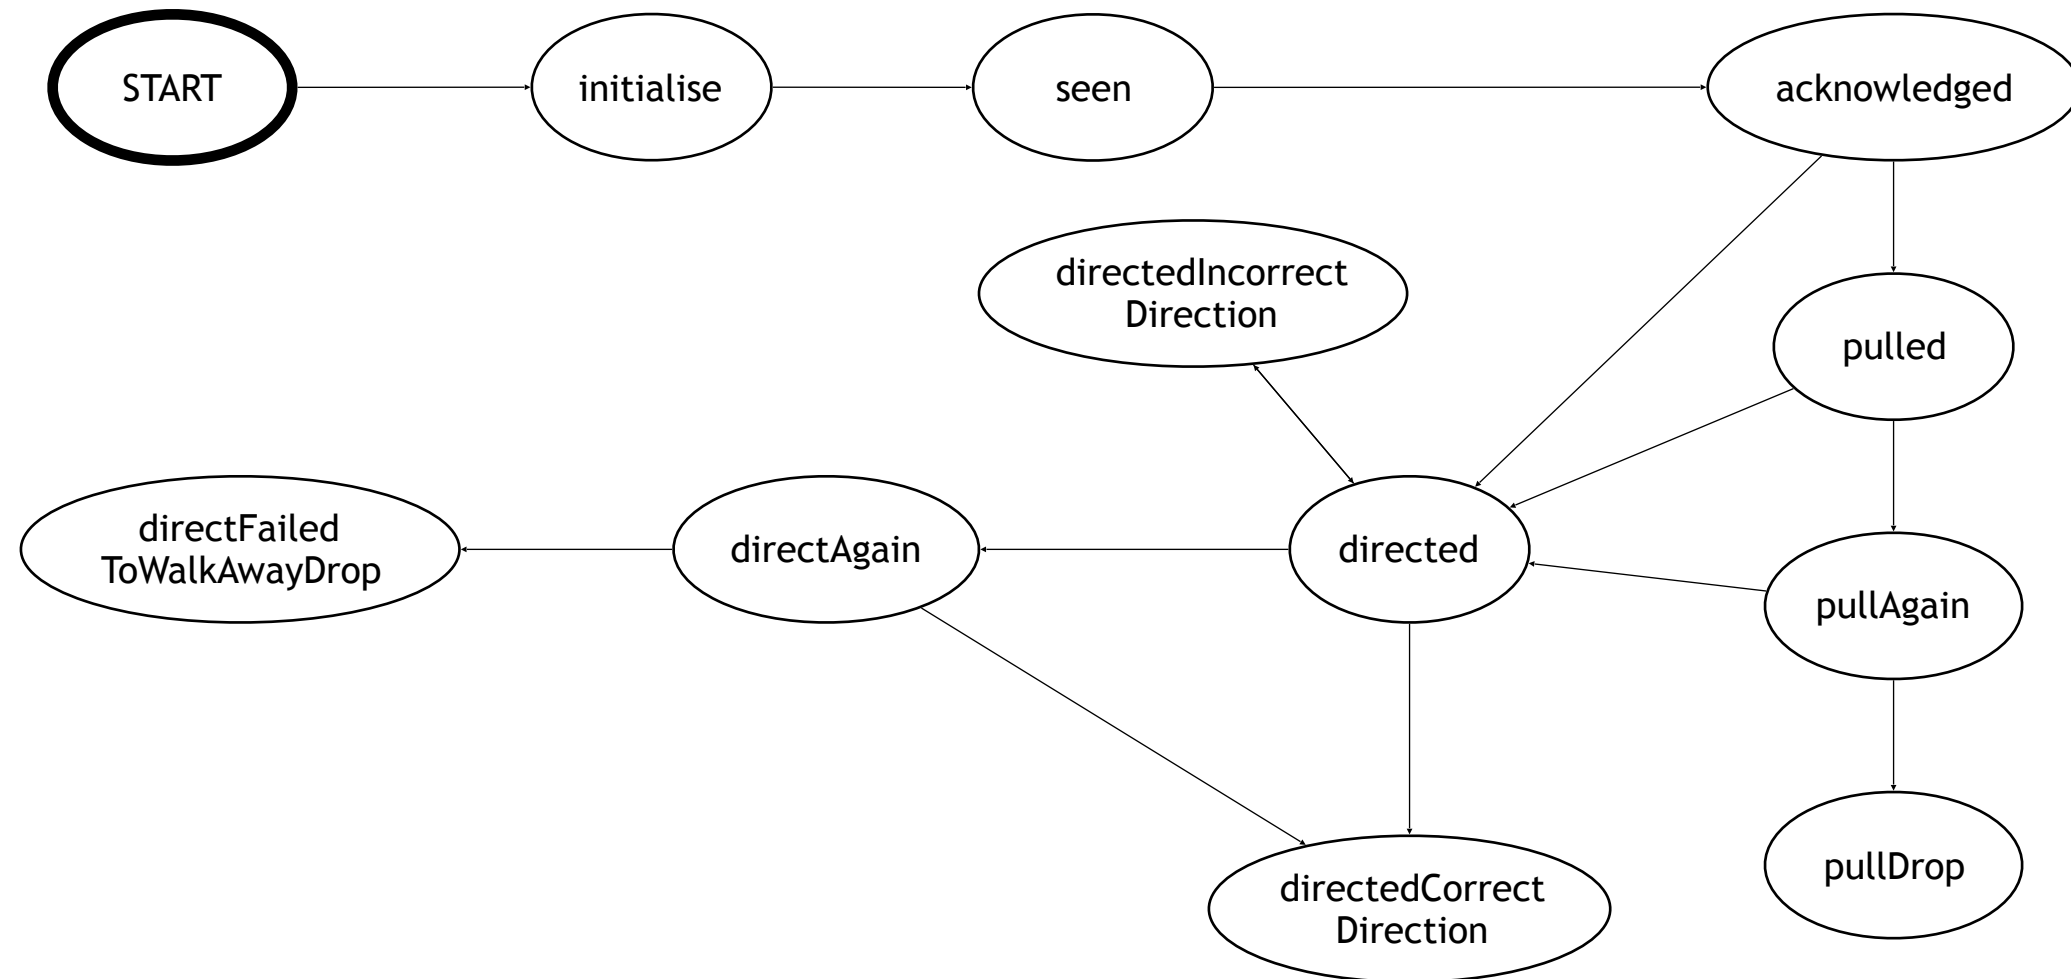 START
initialise
seen
acknowledged
directedIncorrect
Direction
pulled
directFailed
ToWalkAwayDrop
directAgain
directed
pullAgain
directedCorrect
Direction
pullDrop